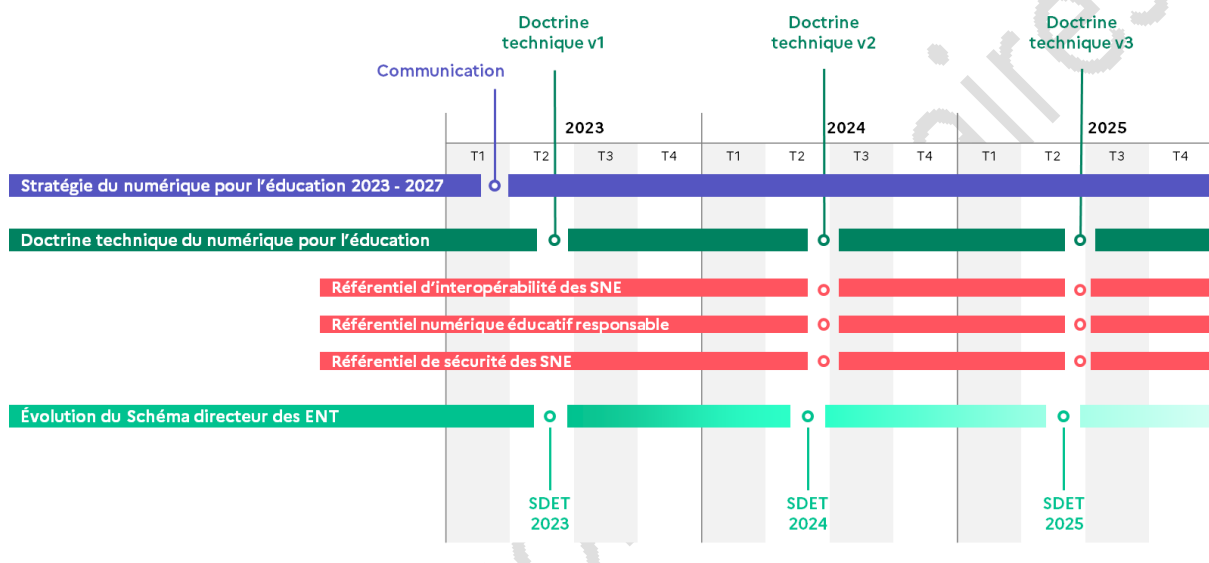 Doctrine
technique v1
Doctrine
technique v2
Doctrine
technique v3
Communication
2023
2024
2025
T1
T2
T3
T4
T1
T2
T3
T4
T1
T2
T3
T4
Stratégie du numérique pour l’éducation 2023 - 2027
Doctrine technique du numérique pour l’éducation
Référentiel d’interopérabilité des SNE
Référentiel numérique éducatif responsable
Référentiel de sécurité des SNE
Évolution du Schéma directeur des ENT
SDET
2023
SDET
2024
SDET
2025